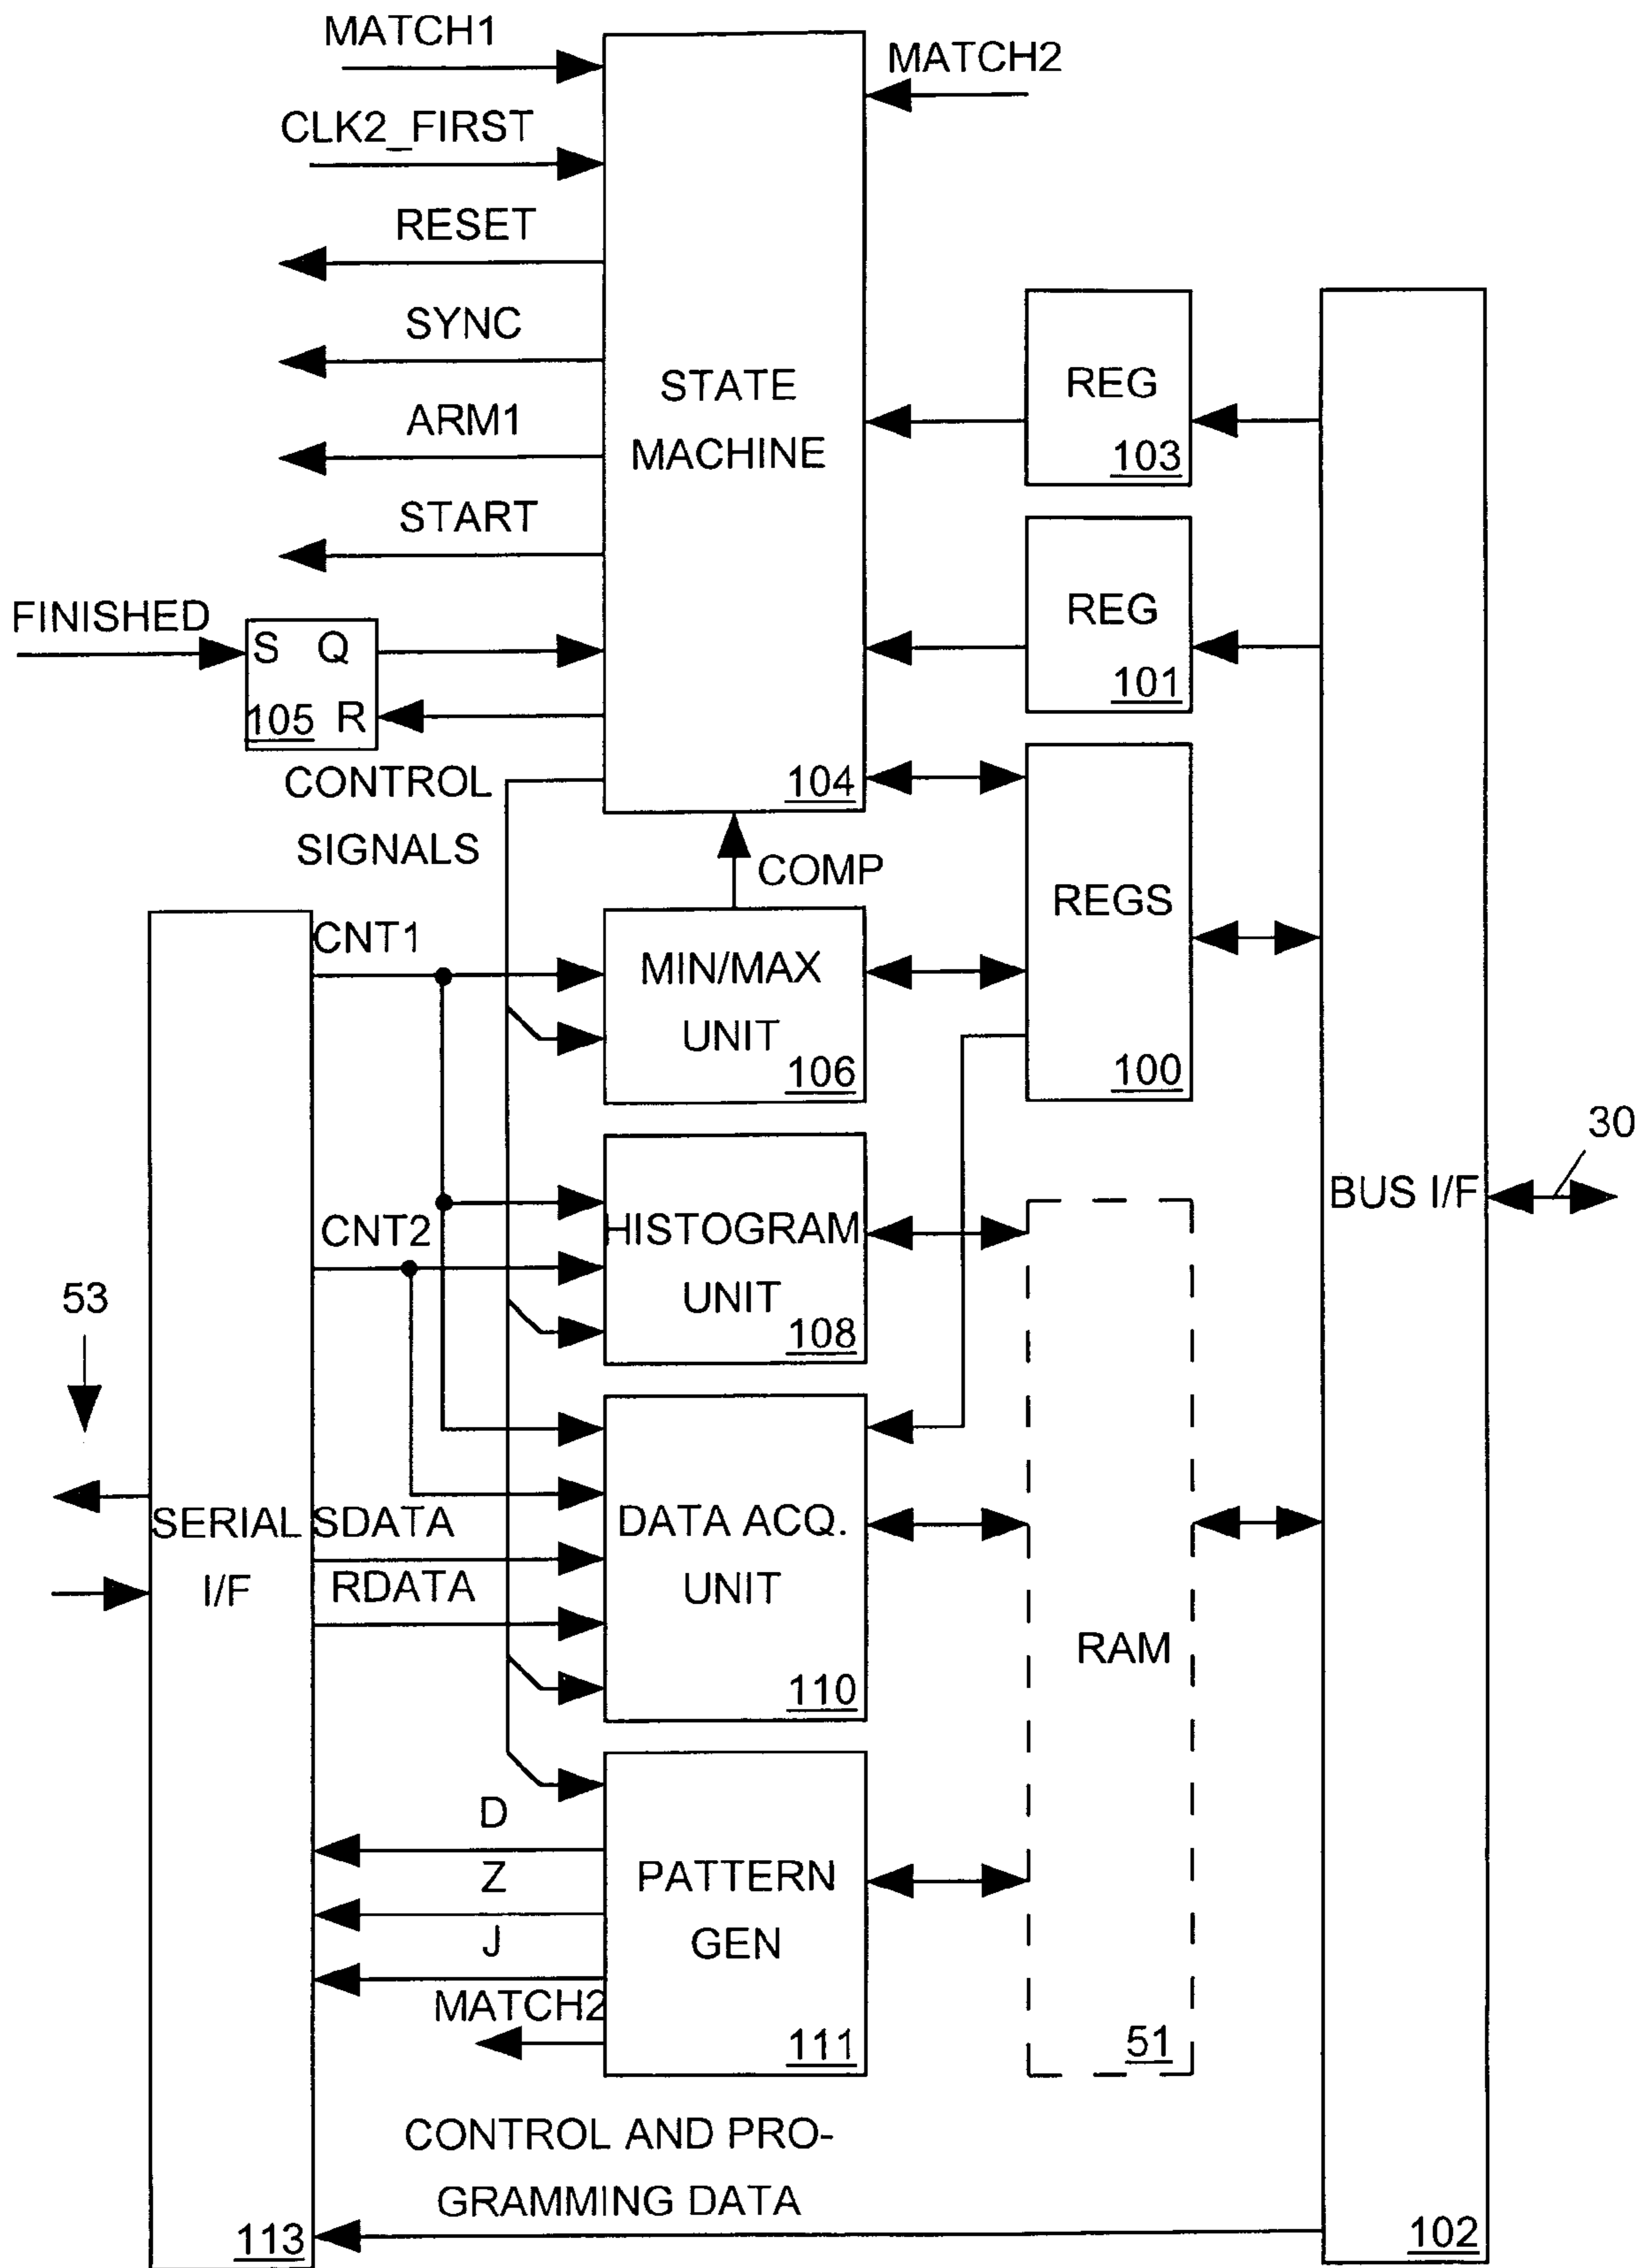 MATCH1
MATCH2
CLK2_FIRST
RESET
SYNC
ARM1
START
STATE
MACHINE
104
REG
103
REG
101
FINISHED
S Q
105 R
CONTROL
SIGNALS
COMP
REGS
100
CNT1
MIN/MAX
UNIT
106
30
BUS I/F
CNT2
HISTOGRAM
UNIT
108
53
SERIAL
I/F
SDATA
RDATA
DATA ACQ.
UNIT
110
RAM
51
D
Z
J
MATCH2
PATTERN
GEN
111
CONTROL AND PRO-
GRAMMING DATA
113
102